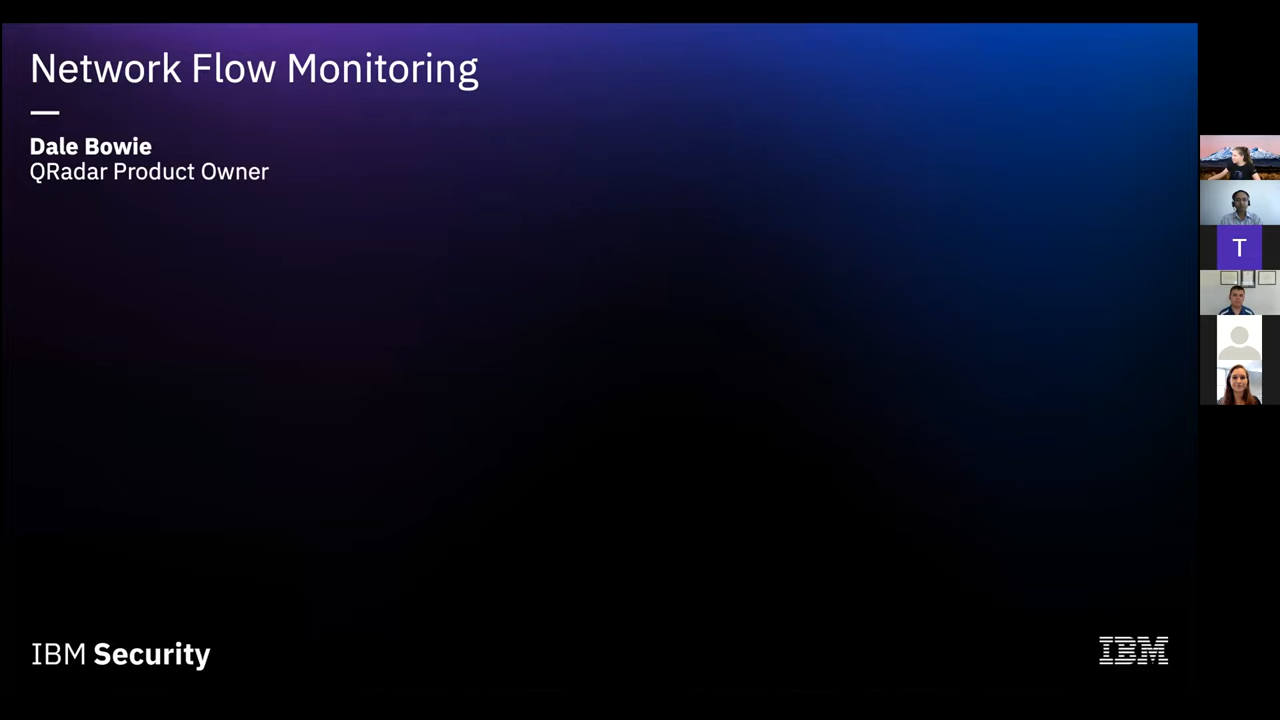 Network Flow Monitoring
Dale Bowie
QRadar Product Owner
T
IBM Security
IBM